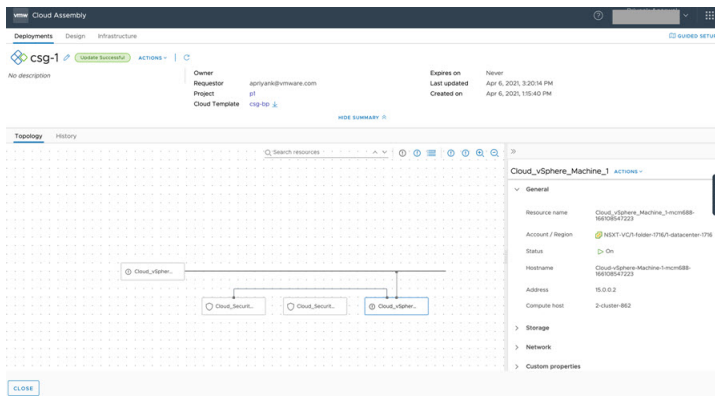 vmw Cloud Assembly
Deployments Design Infrastructure
GUIDED SETUP
csg-1 Update Successful ACTIONS
No description
Owner
Requestor apriyank@vmware.com
Project p1
Cloud Template csg-bp
Expires on Never
Last updated Apr 6, 2021, 3:20:14 PM
Created on Apr 6, 2021, 1:15:40 PM
HIDE SUMMARY
Topology History
Search resources
Cloud_vSpher...
Cloud_Securit...
Cloud_Securit...
Cloud_vSpher...
Cloud_vSphere_Machine_1 ACTIONS
General
Resource name Cloud_vSphere_Machine_1-mcm688-
166108547223
Account / Region NSXT-VC/1-folder-1716/1-datacenter-1716
Status On
Hostname Cloud-vSphere-Machine-1-mcm688-
166108547223
Address 15.0.0.2
Compute host 2-cluster-862
Storage
Network
Custom properties
CLOSE